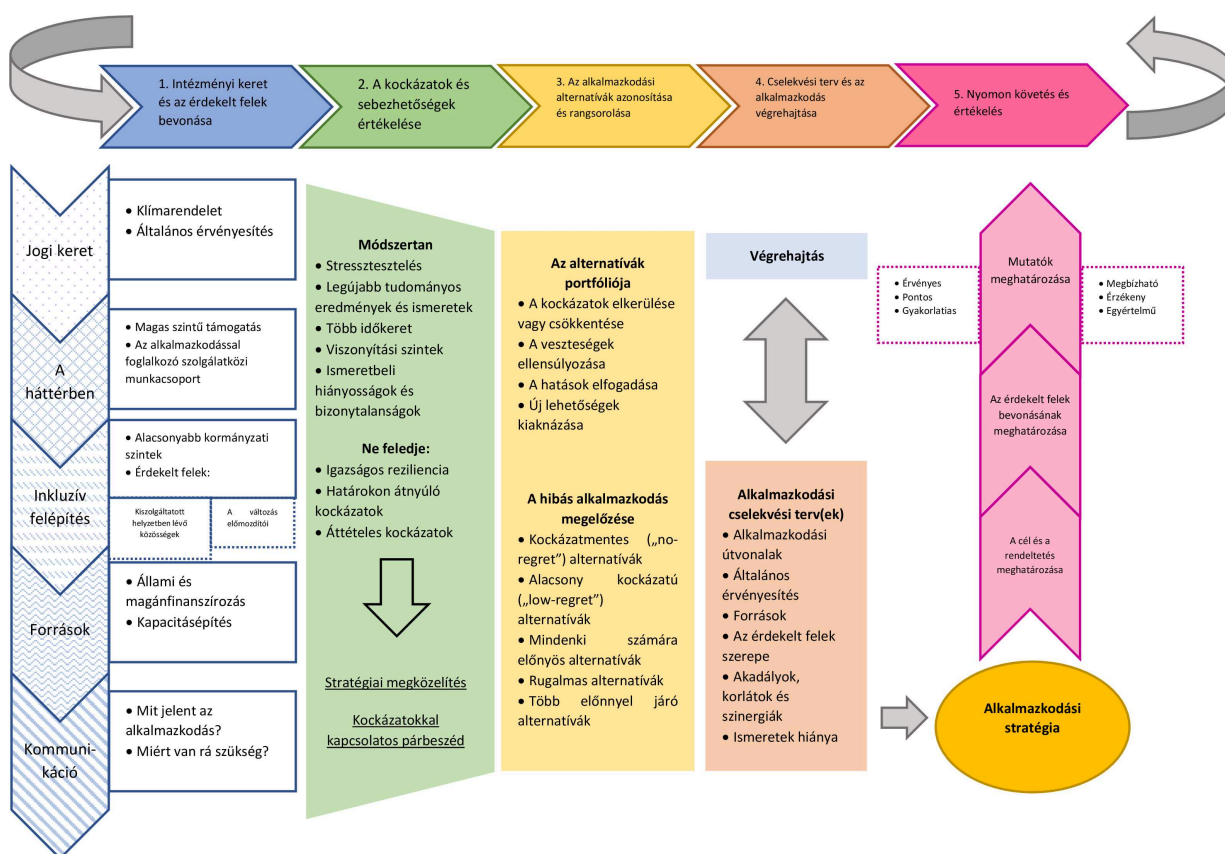 1. Intézményi keret
és az érdekelt felek
bevonása
2. A kockázatok és
sebezhetőségek
értékelése
3. Az alkalmazkodási
alternatívák azonosítása
és rangsorolása
4. Cselekvési terv és az
alkalmazkodás
végrehajtása
5. Nyomon követés és
értékelés
Jogi keret
• Klímarendelet
• Általános érvényesítés
A
háttérben
• Magas szintű támogatás
• Az alkalmazkodással
foglalkozó szolgálatközi
munkacsoport
Inkluzív
felépítés
• Alacsonyabb kormányzati
szintek
• Érdekelt felek:
Kiszolgáltatott
helyzetben lévő
közösségek
A változás
előmozdítói
Források
• Állami és
magánfinanszírozás
• Kapacitásépítés
Kommuni-
káció
• Mit jelent az
alkalmazkodás?
• Miért van rá szükség?
Módszertan
• Stressztesztelés
• Legújabb tudományos
eredmények és ismeretek
• Több időkeret
• Viszonyítási szintek
• Ismeretbeli
hiányosságok és
bizonytalanságok
Ne feledje:
• Igazságos reziliencia
• Határokon átnyúló
kockázatok
• Áttételes kockázatok
Stratégiai megközelítés
Kockázatokkal
kapcsolatos párbeszéd
Az alternatívák
portfóliója
• A kockázatok elkerülése
vagy csökkentése
• A veszteségek
ellensúlyozása
• A hatások elfogadása
• Új lehetőségek
kiaknázása
A hibás alkalmazkodás
megelőzése
• Kockázatmentes („no-
regret”) alternatívák
• Alacsony kockázatú
(„low-regret”)
alternatívák
• Mindenki számára
előnyös alternatívák
• Rugalmas alternatívák
• Több előnnyel járó
alternatívák
Végrehajtás
Alkalmazkodási
cselekvési terv(ek)
• Alkalmazkodási
útvonalak
• Általános
érvényesítés
• Források
• Az érdekelt felek
szerepe
• Akadályok,
korlátok és
szinergiák
• Ismeretek hiánya
Mutatók
meghatározása
• Érvényes
• Pontos
• Gyakorlatias
• Megbízható
• Érzékeny
• Egyértelmű
Az érdekelt felek
bevonásának
meghatározása
A cél és a
rendeltetés
meghatározása
Alkalmazkodási
stratégia